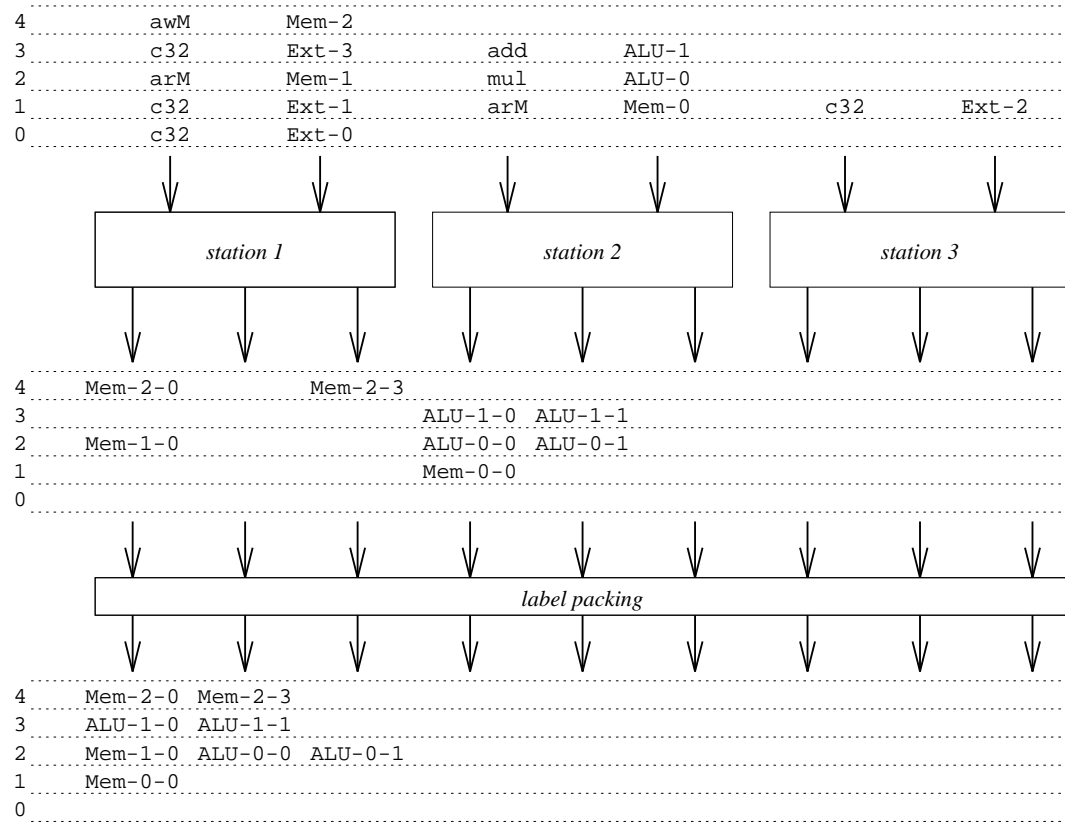 4 awM Mem-2
3 c32 Ext-3 add ALU-1
2 arM Mem-1 mul ALU-0
1 c32 Ext-1 arM Mem-0 c32 Ext-2
0 c32 Ext-0
station 1 station 2 station 3
4 Mem-2-0 Mem-2-3
3 ALU-1-0 ALU-1-1
2 Mem-1-0 ALU-0-0 ALU-0-1
1 Mem-0-0
0
label packing
4 Mem-2-0 Mem-2-3
3 ALU-1-0 ALU-1-1
2 Mem-1-0 ALU-0-0 ALU-0-1
1 Mem-0-0
0